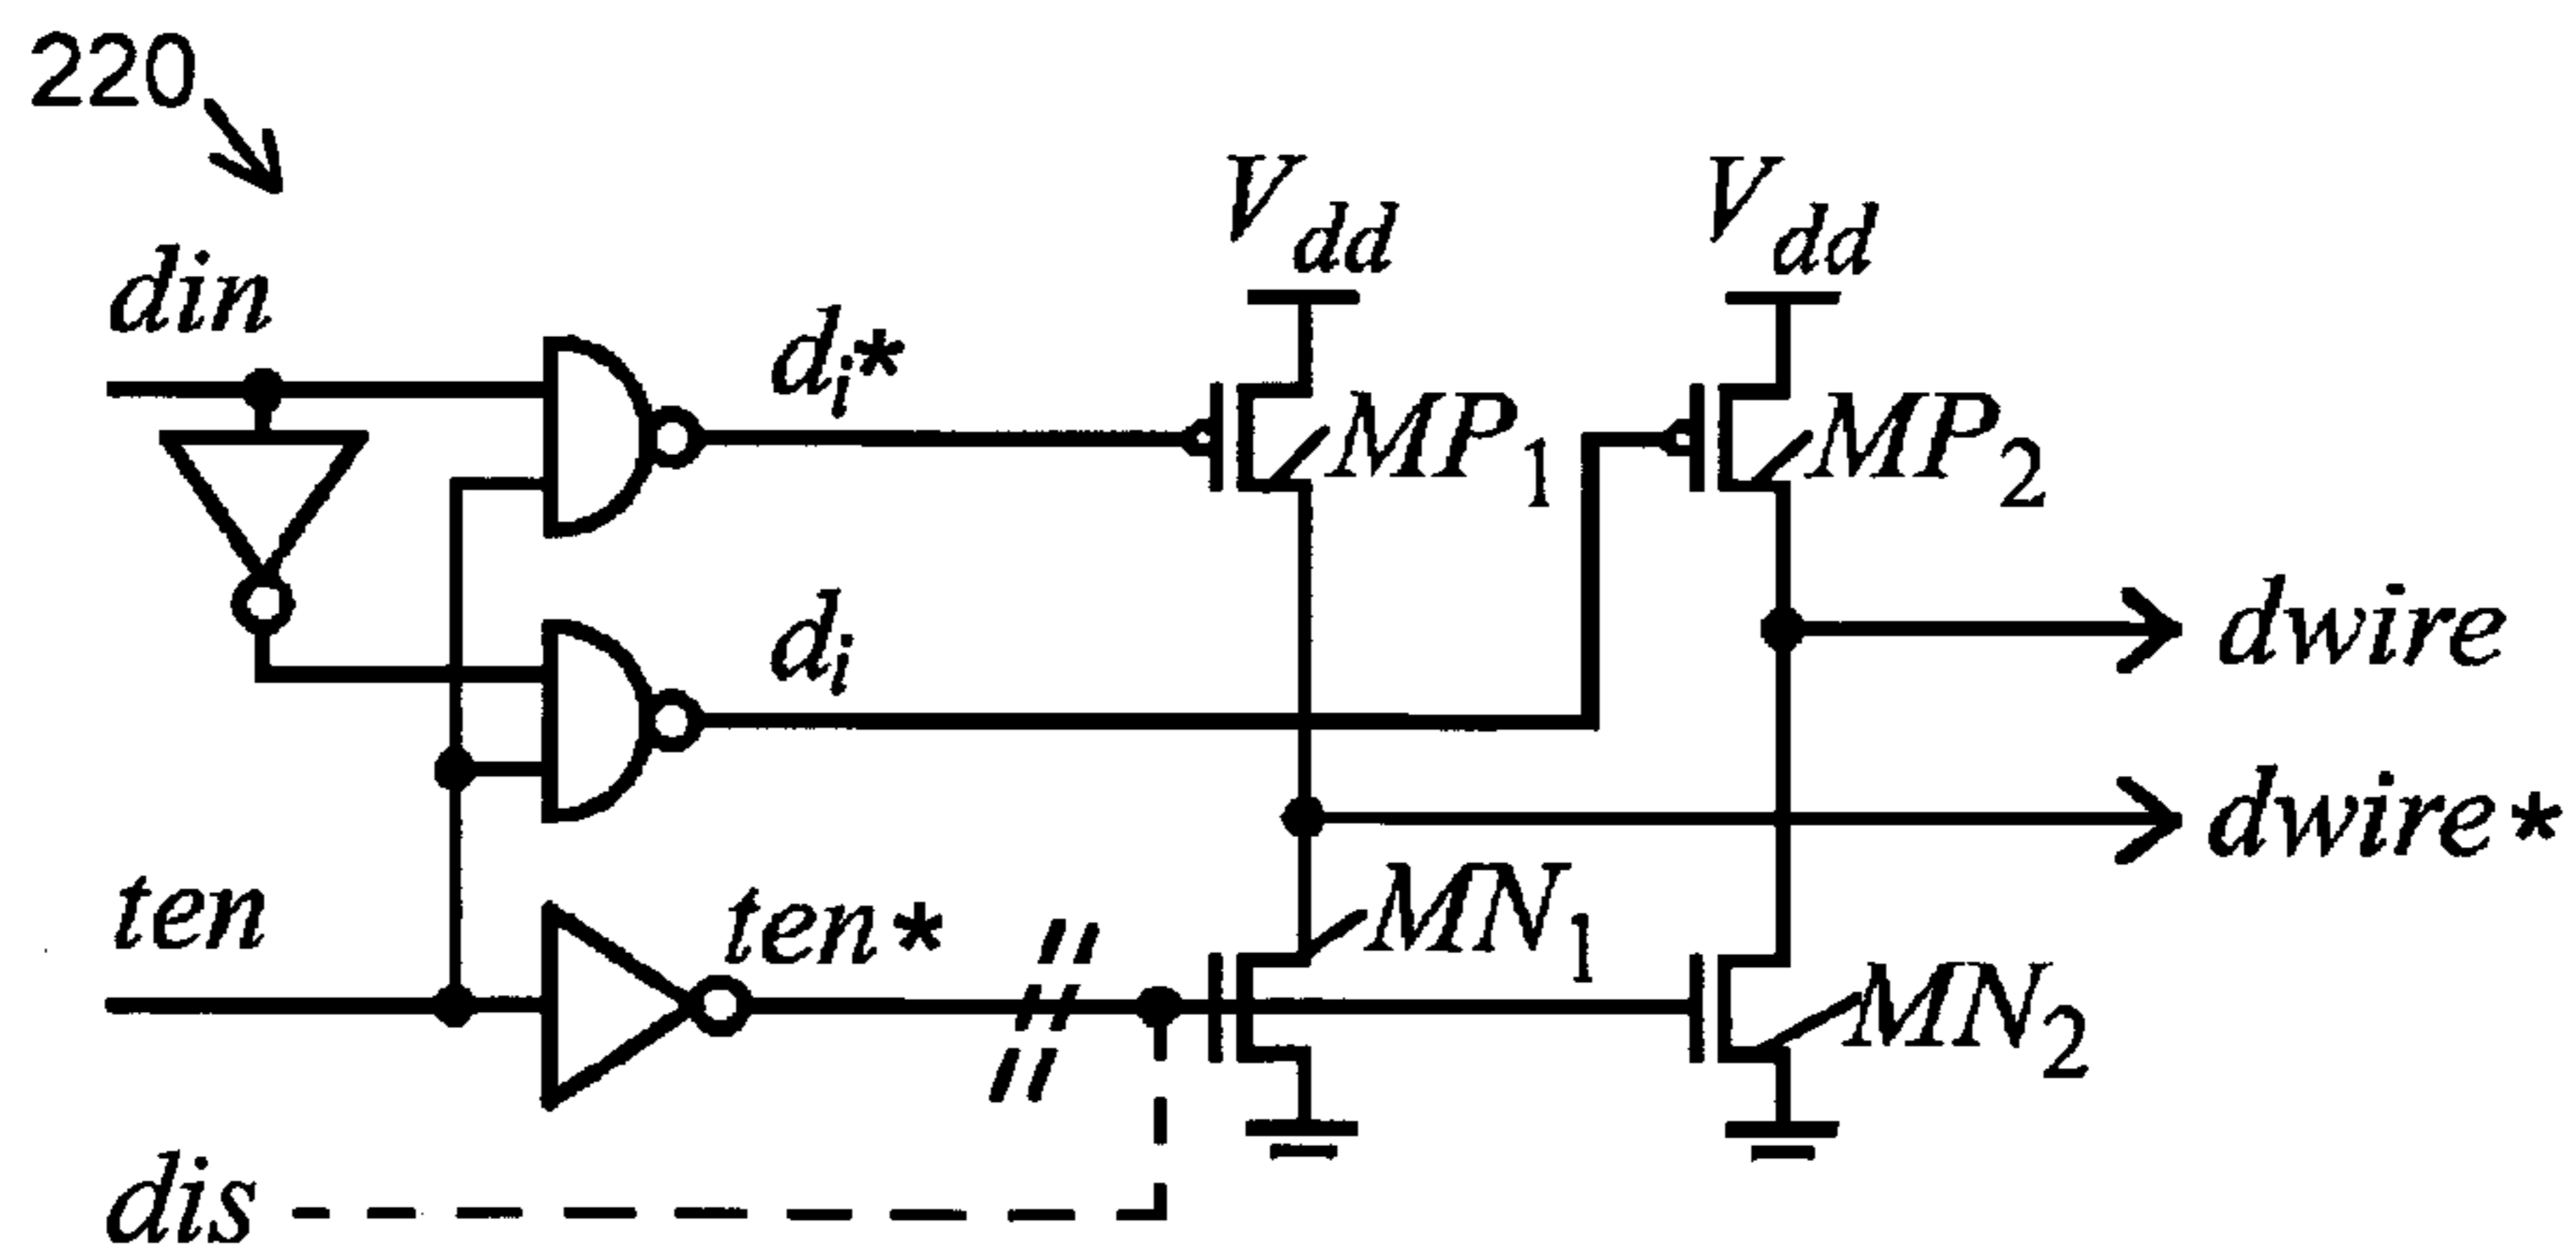 220
V_dd
V_dd
din
d_i*
MP_1
MP_2
d_i
dwire
dwire*
ten
ten*
MN_1
MN_2
dis